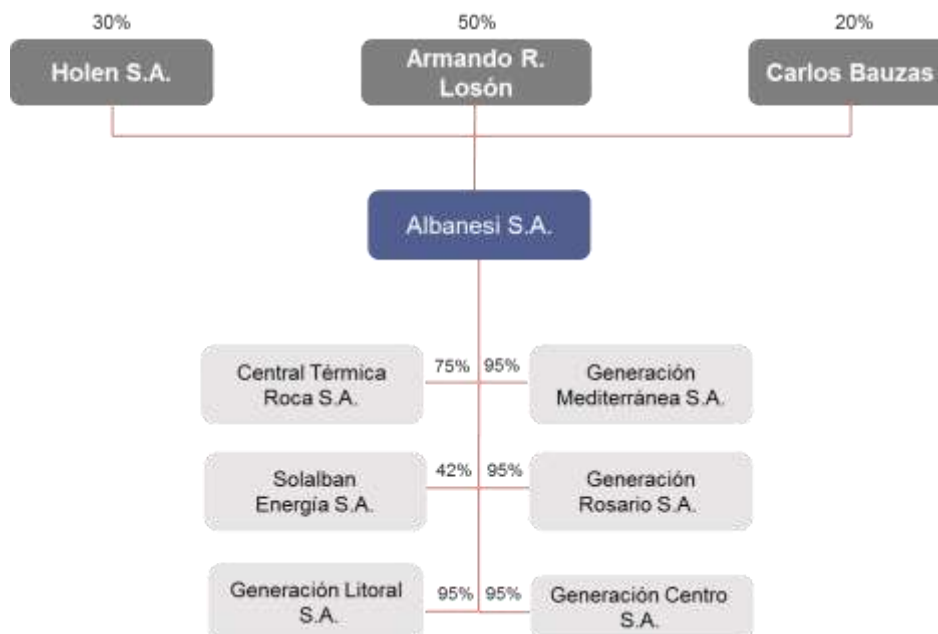 30%
50%
20%
Holen S.A.
Armando R.
Losón
Carlos Bauzas
Albanesi S.A.
Central Térmica
Roca S.A.
75%
95%
Generación
Mediterránea S.A.
Solalban
Energía S.A.
42%
95%
Generación
Rosario S.A.
Generación Litoral
S.A.
95%
95%
Generación Centro
S.A.